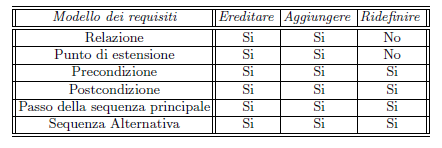 Modello dei requisiti Ereditare Aggiungere Ridefinire
Relazione Si Si No
Punto di estensione Si Si No
Precondizione Si Si Si
Postcondizione Si Si Si
Passo della sequenza principale Si Si Si
Sequenza Alternativa Si Si Si